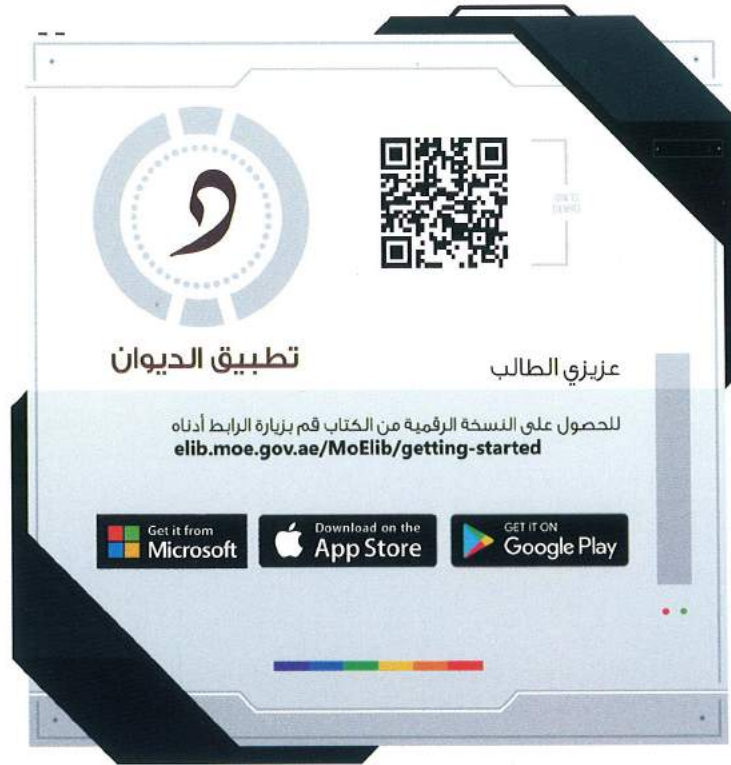 و
تطبيق الديوان
عزيزي الطالب
للحصول على النسخة الرقمية من الكتاب قم بزيارة الرابط أدناه
elib.moe.gov.ae/MoElib/getting-started
Get it from
Microsoft
Download on the
App Store
GET IT ON
Google Play